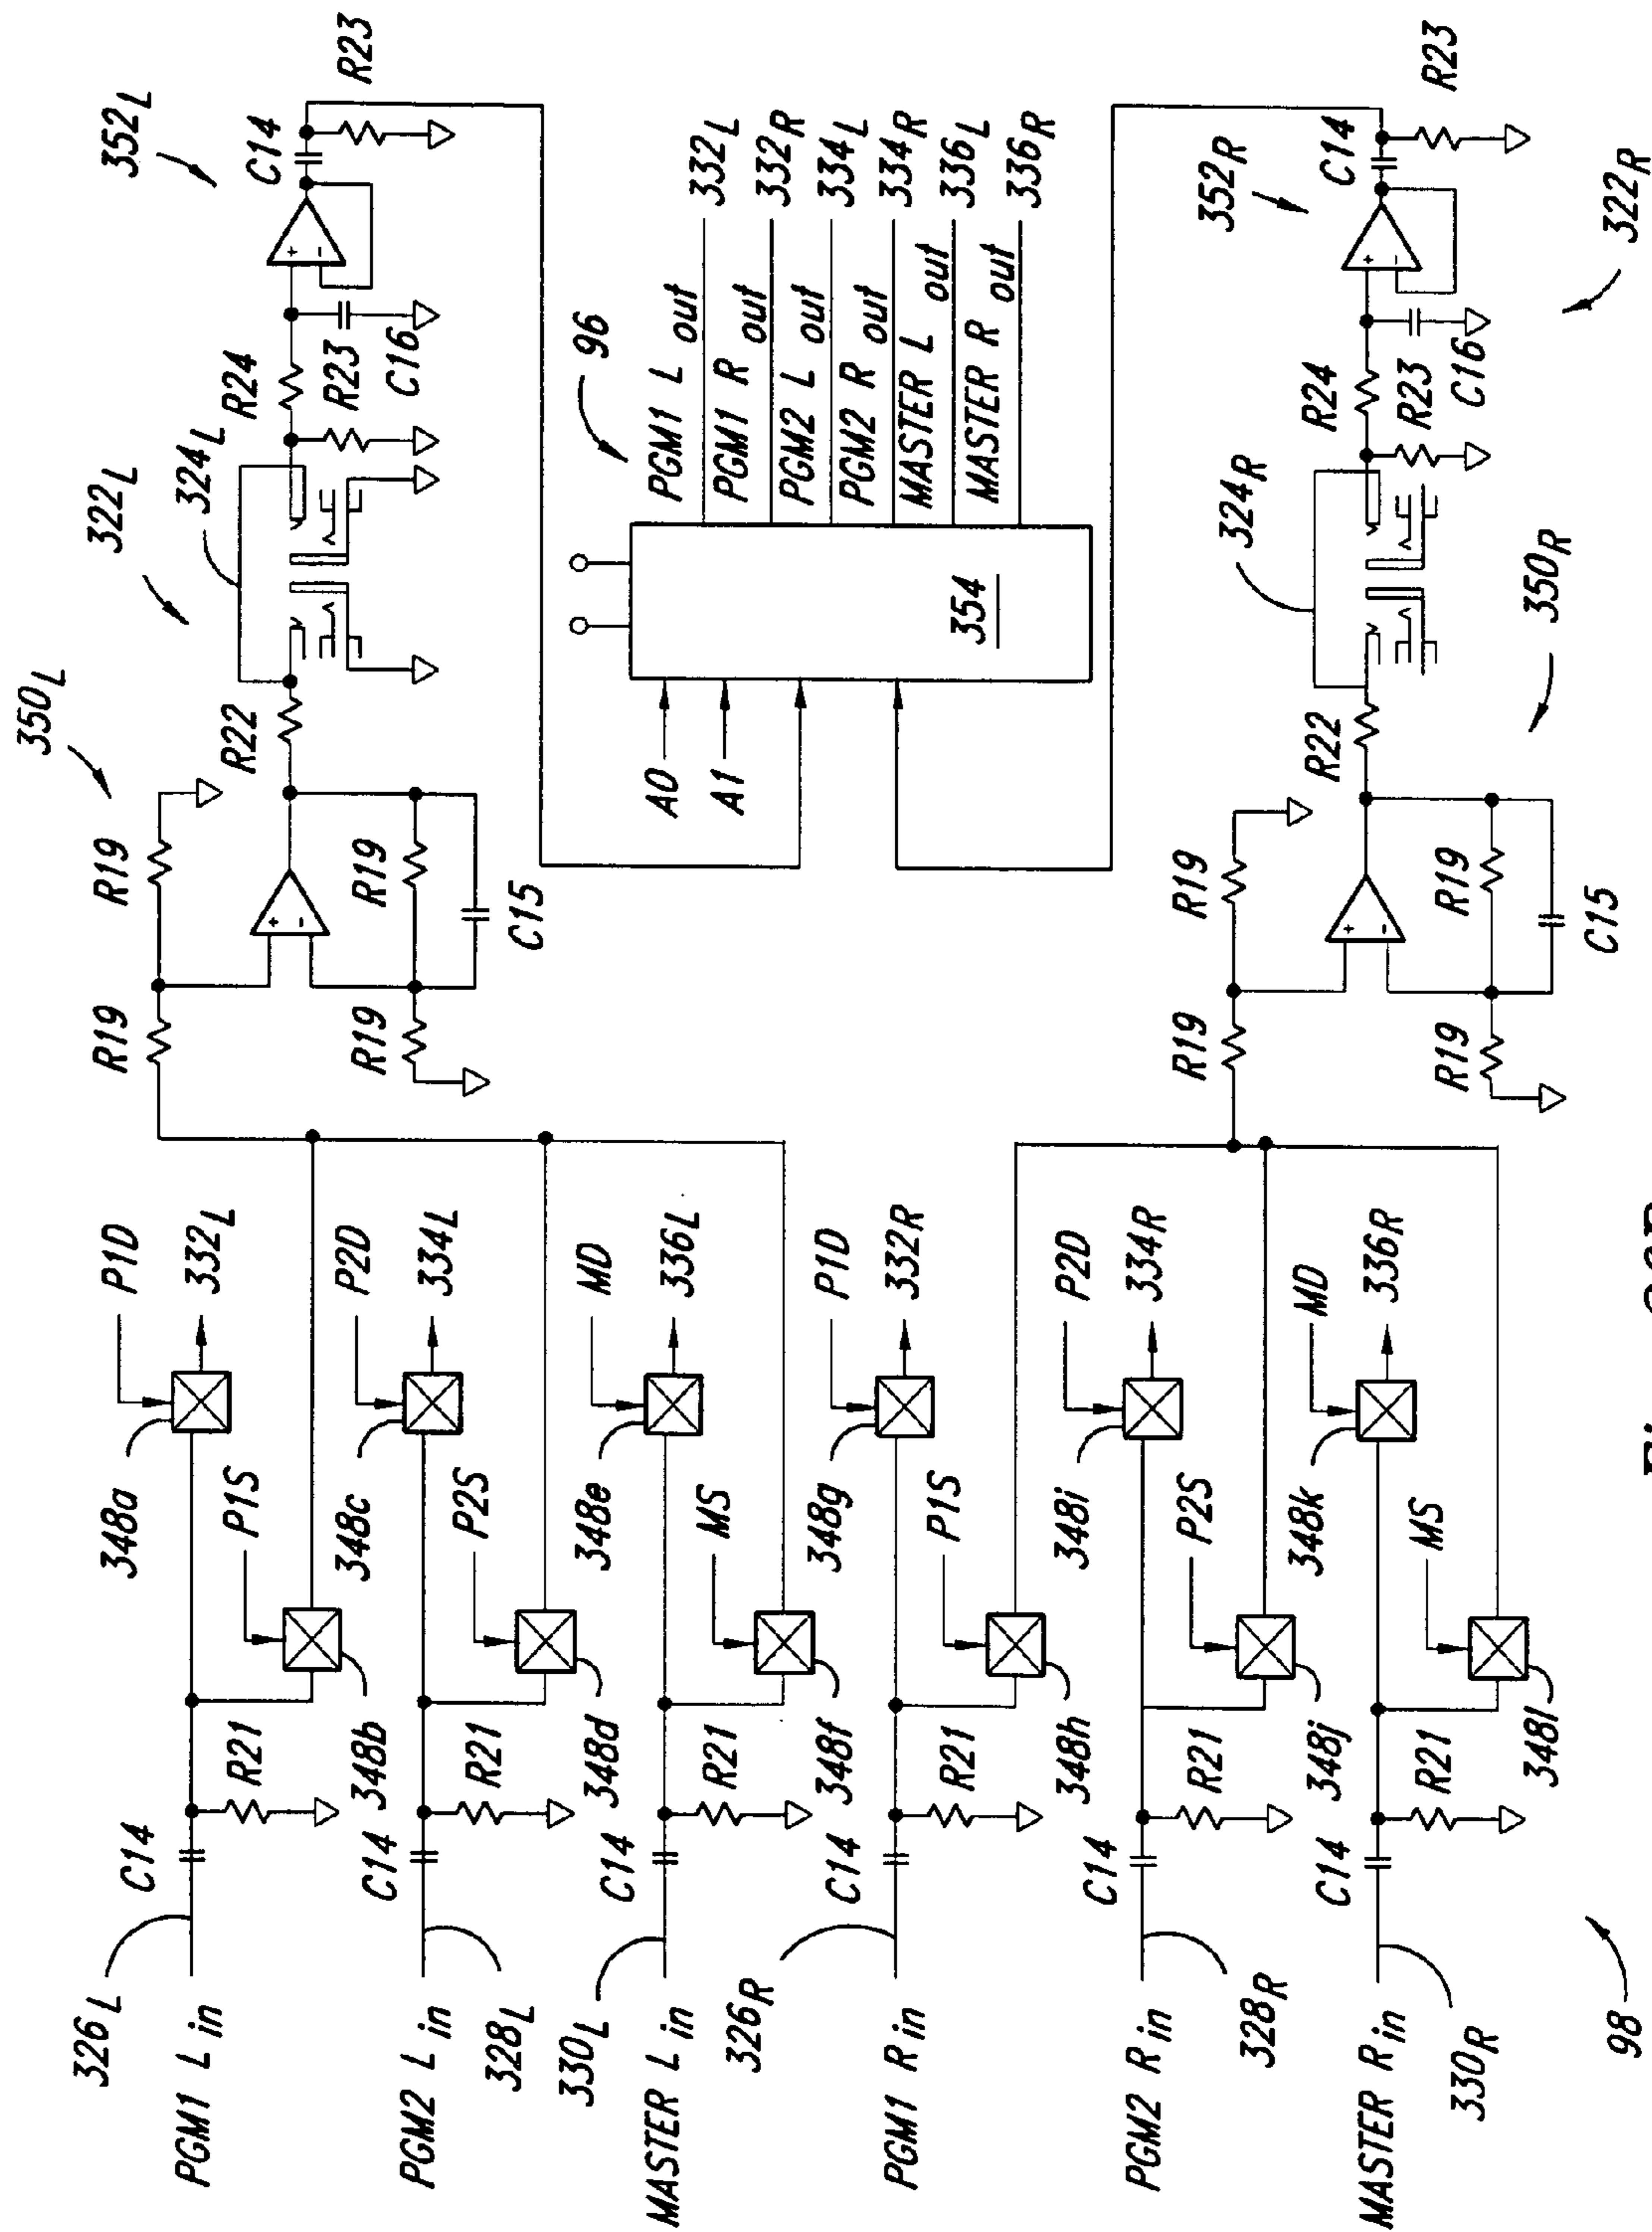 326L
PGM1 L in
C14
R21
348a
P1D
332L
P1S
348b
PGM2 L in
328L
C14
R21
348c
P2D
334L
P2S
348d
330L
MASTER L in
C14
R21
348e
MD
336L
MS
348f
326R
PGM1 R in
C14
R21
348g
P1D
332R
P1S
348h
PGM2 R in
328R
C14
R21
348i
P2D
334R
P2S
348j
MASTER R in
330R
C14
R21
348k
MD
336R
MS
348l
98
R19
R19
350L
+
-
R19
R19
C15
R22
322L
324L
R24
R23
C16
352L
+
-
C14
R23
A0
A1
354
96
PGM1 L out
332L
PGM1 R out
332R
PGM2 L out
334L
PGM2 R out
334R
MASTER L out
336L
MASTER R out
336R
R19
R19
+
-
R19
R19
C15
350R
R22
324R
R24
R23
C16
352R
+
-
C14
R23
322R